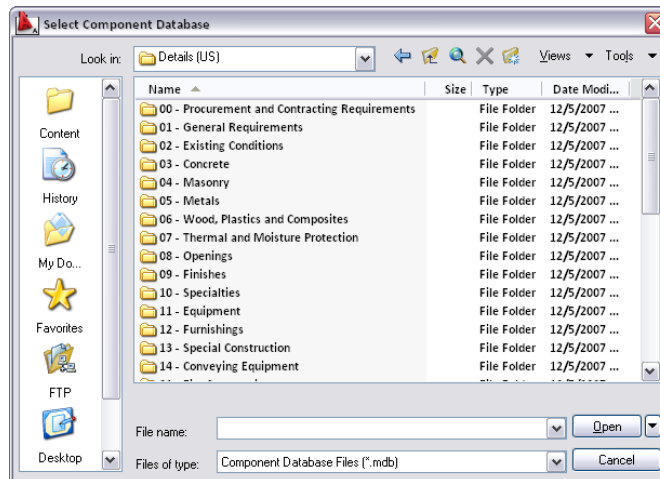 Select Component Database
Look in: Details (US) Views Tools
Name Size Type Date Modi...
00 - Procurement and Contracting Requirements File Folder 12/5/2007 ...
01 - General Requirements File Folder 12/5/2007 ...
02 - Existing Conditions File Folder 12/5/2007 ...
03 - Concrete File Folder 12/5/2007 ...
04 - Masonry File Folder 12/5/2007 ...
05 - Metals File Folder 12/5/2007 ...
06 - Wood, Plastics and Composites File Folder 12/5/2007 ...
07 - Thermal and Moisture Protection File Folder 12/5/2007 ...
08 - Openings File Folder 12/5/2007 ...
09 - Finishes File Folder 12/5/2007 ...
10 - Specialties File Folder 12/5/2007 ...
11 - Equipment File Folder 12/5/2007 ...
12 - Furnishings File Folder 12/5/2007 ...
13 - Special Construction File Folder 12/5/2007 ...
14 - Conveying Equipment File Folder 12/5/2007 ...
Content
History
My Do...
Favorites
FTP
Desktop
File name: Open
Files of type: Component Database Files (*.mdb) Cancel